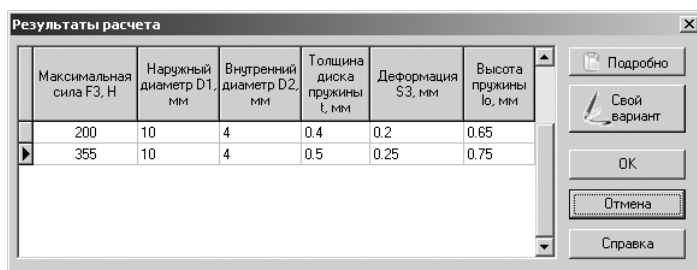 Результаты расчета
Максимальная
сила F3, Н
Наружный
диаметр D1,
мм
Внутренний
диаметр D2,
мм
Толщина
диска
пружины
t, мм
Деформация
S3, мм
Высота
пружины
lo, мм
200 10 4 0.4 0.2 0.65
355 10 4 0.5 0.25 0.75
Подробно
Свой
вариант
OK
Отмена
Справка